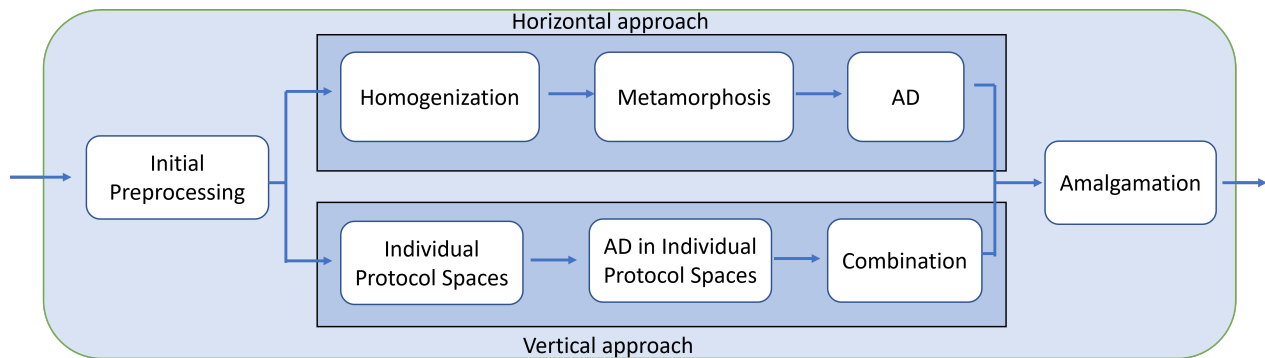 Horizontal approach
Homogenization
Metamorphosis
AD
Initial
Preprocessing
Amalgamation
Individual
Protocol Spaces
AD in Individual
Protocol Spaces
Combination
Vertical approach